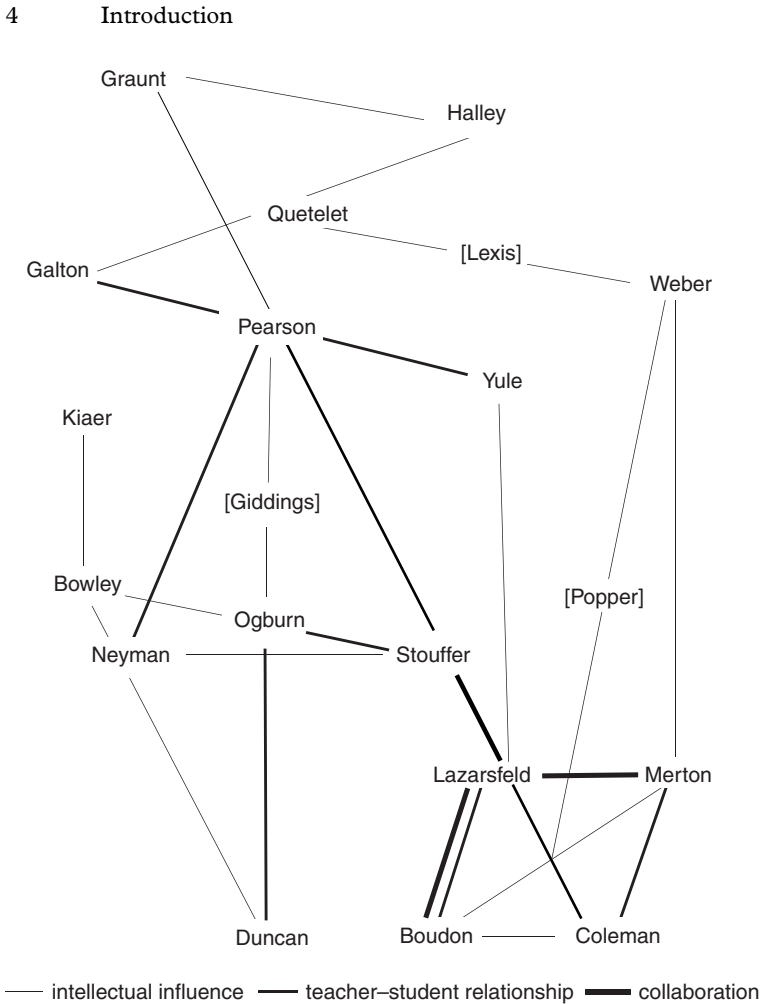 4 Introduction
Graunt
Halley
Quetelet
[Lexis]
Galton
Weber
Pearson
Yule
Kiaer
[Giddings]
Bowley
[Popper]
Ogburn
Neyman
Stouffer
Lazarsfeld
Merton
Duncan
Boudon
Coleman
intellectual influence teacher–student relationship collaboration